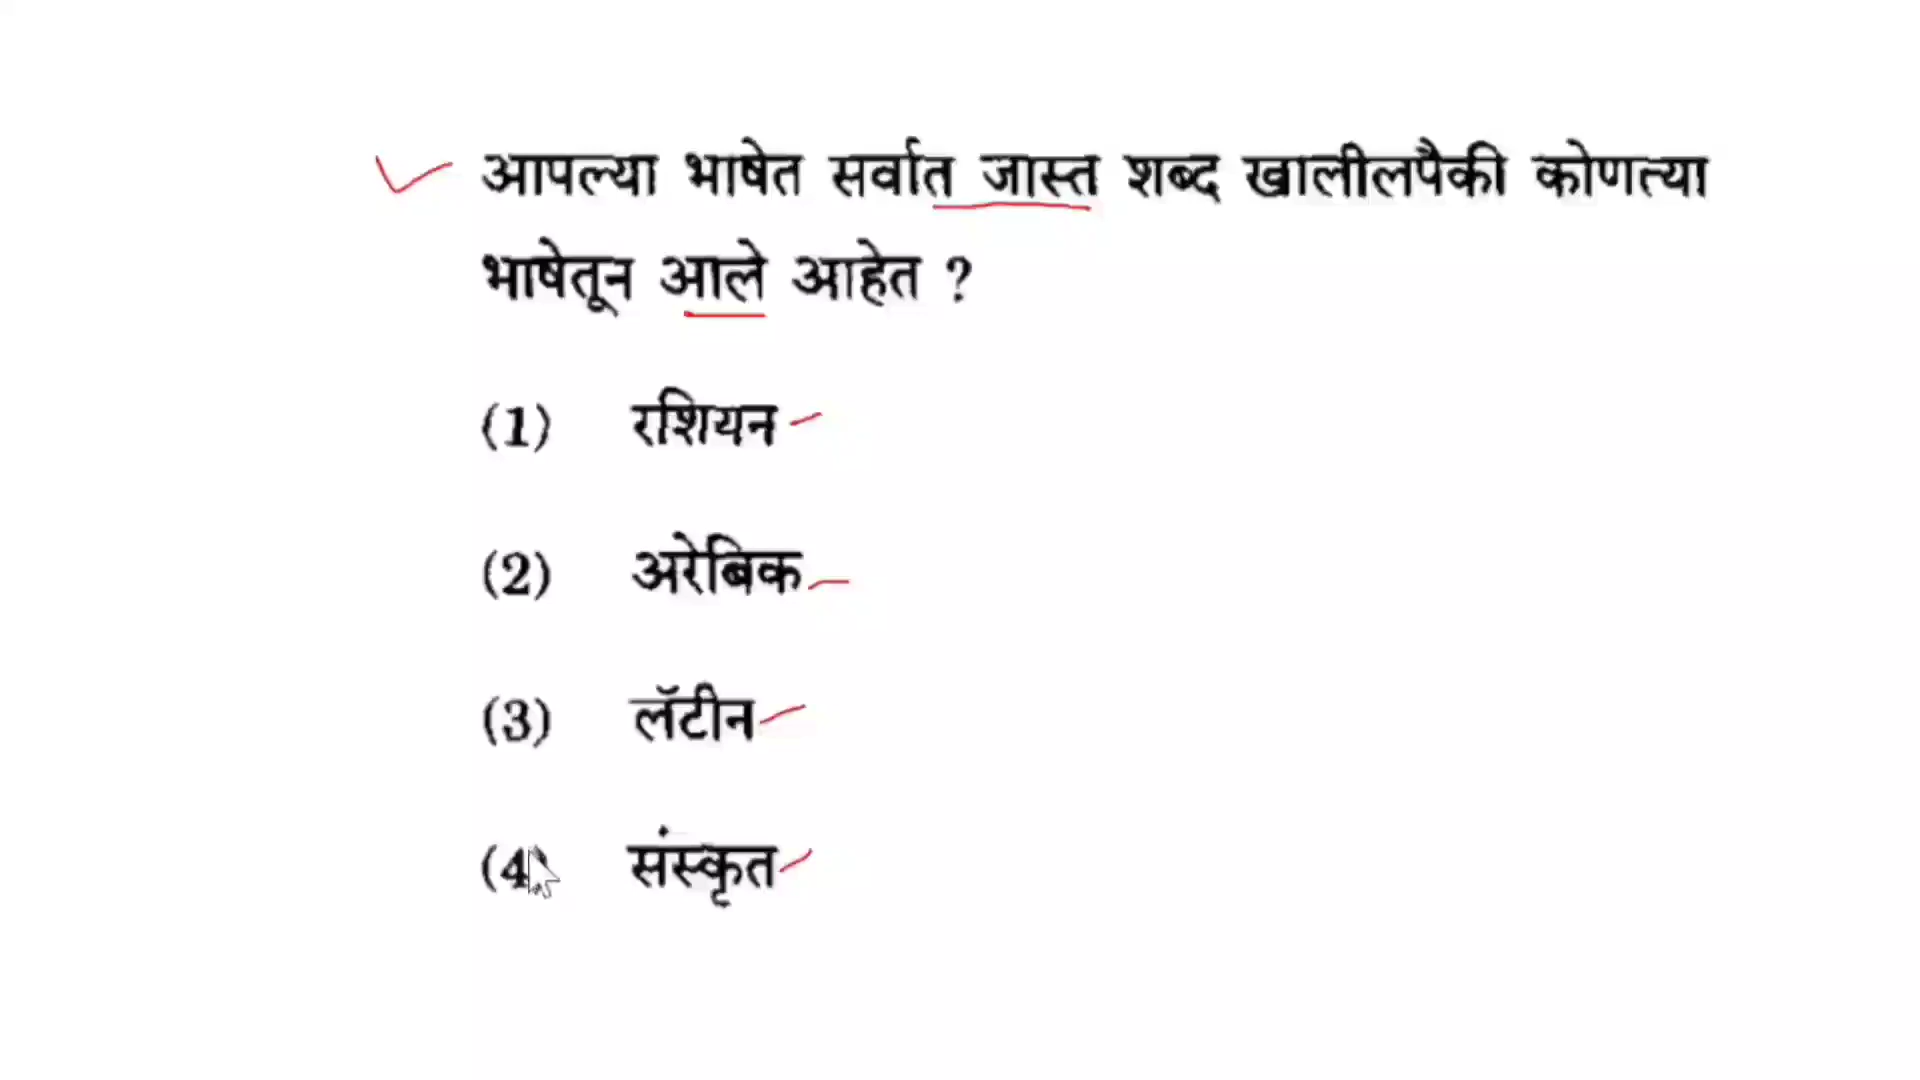 आपल्या भाषेत सर्वात जास्त शब्द खालीलपैकी कोणत्या
भाषेतून आले आहेत ?
(1) रशियन
(2) अरेबिक
(3) लॅटीन
(4) संस्कृत